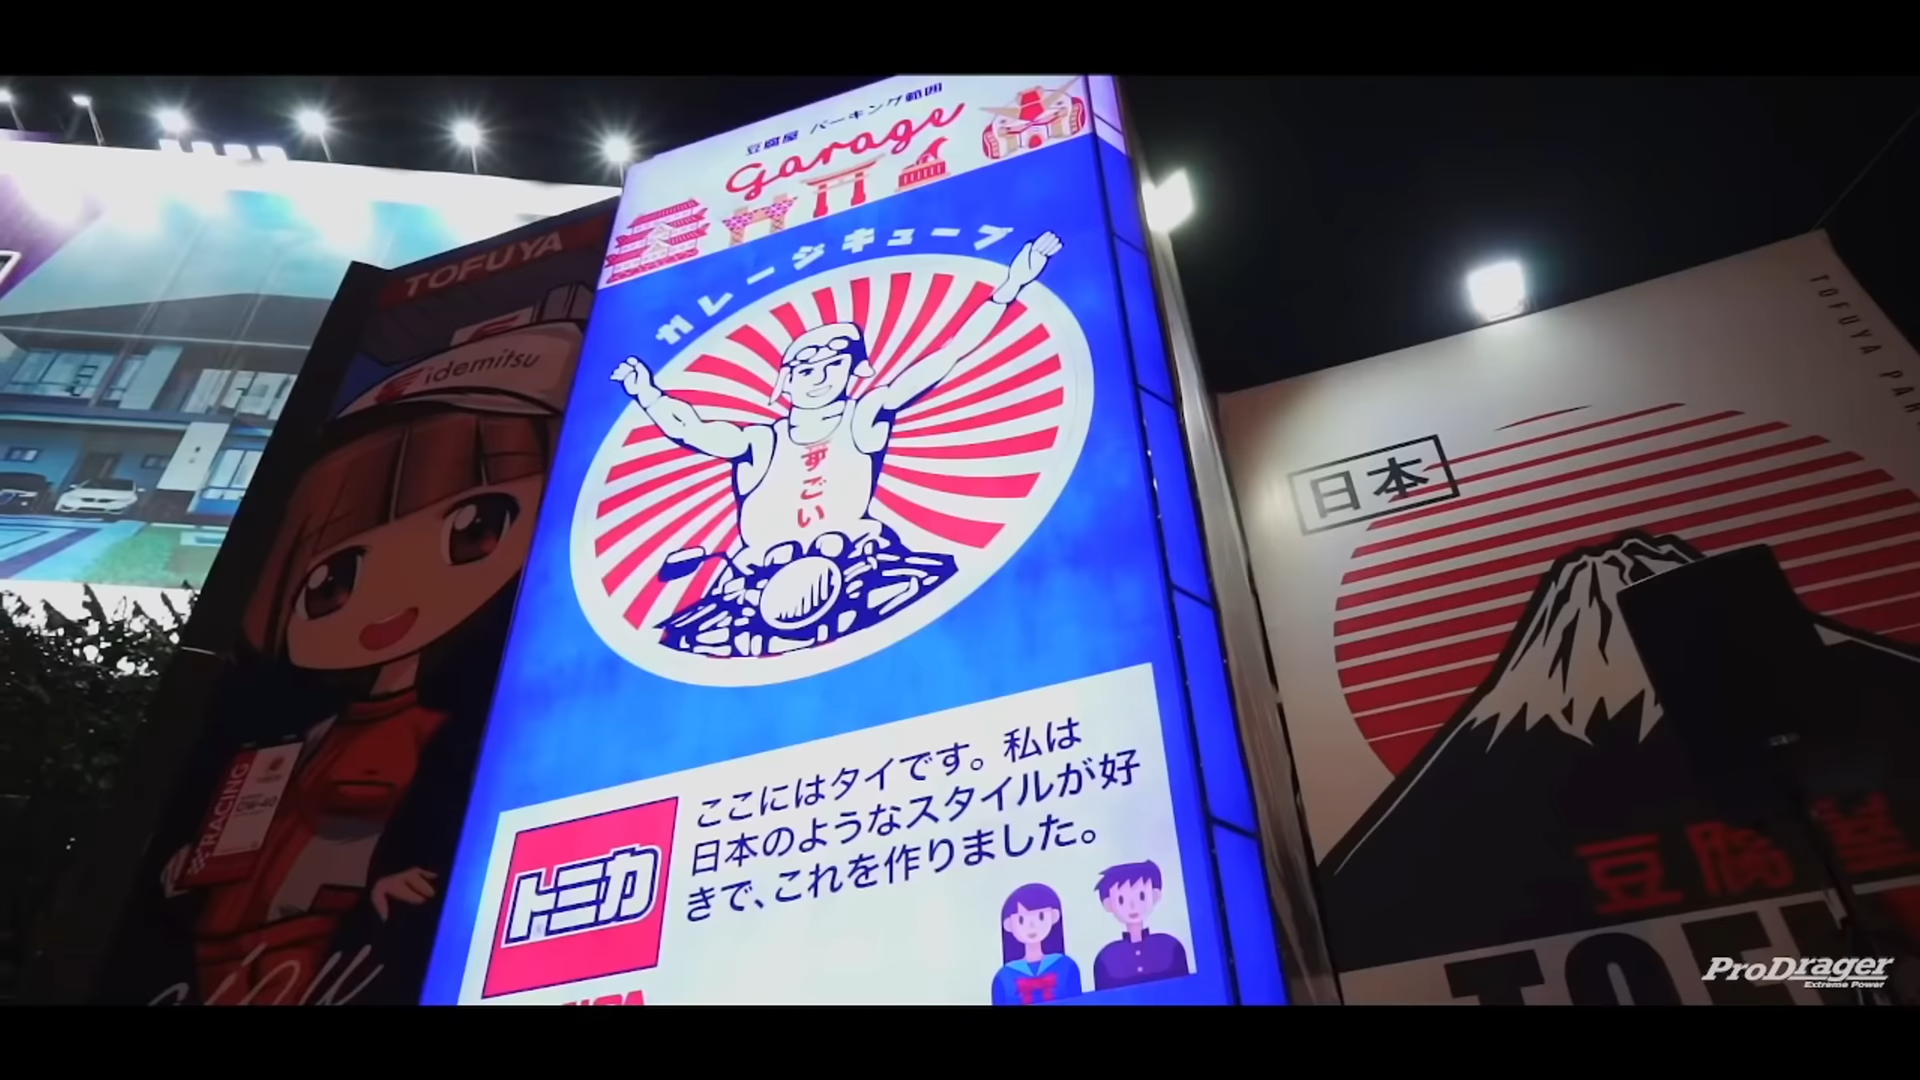 豆腐屋 パーキング範囲
Garage
ガレージキューブ
すごい
ここにはタイです。私は
日本のようなスタイルが好
きで、これを作りました。
トミカ
TOFUYA
idemitsu
RACING
0W-40
日本
豆腐屋
TOFUYA
ProDrager
Extreme Power